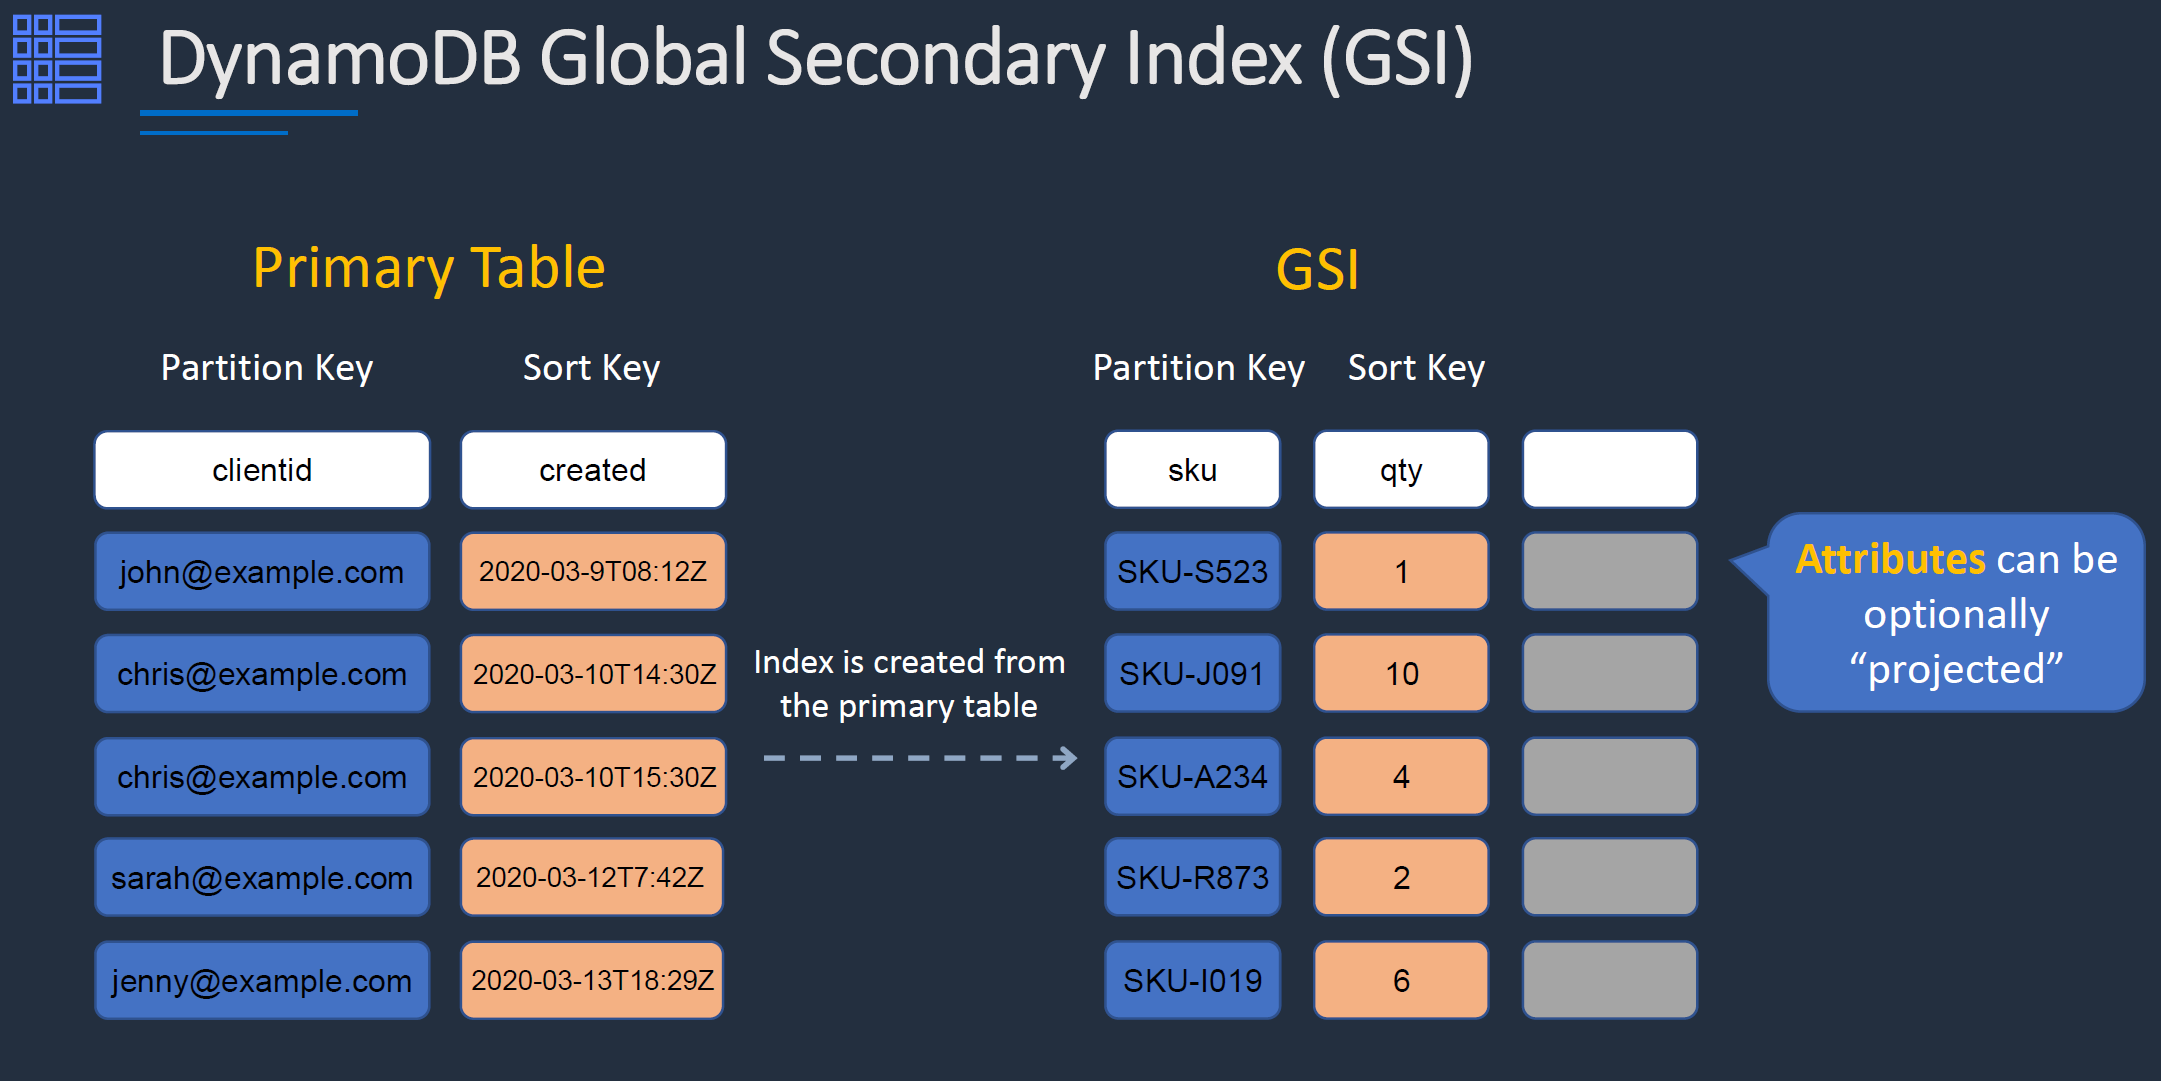 DynamoDB Global Secondary Index (GSI)
Primary Table
GSI
Partition Key
Sort Key
Partition Key
Sort Key
clientid
created
sku
qty
john@example.com
2020-03-9T08:12Z
SKU-S523
1
chris@example.com
2020-03-10T14:30Z
SKU-J091
10
chris@example.com
2020-03-10T15:30Z
SKU-A234
4
sarah@example.com
2020-03-12T7:42Z
SKU-R873
2
jenny@example.com
2020-03-13T18:29Z
SKU-I019
6
Index is created from
the primary table
Attributes can be
optionally
“projected”